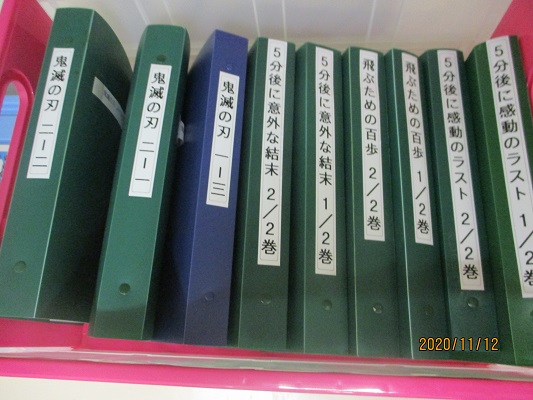 鬼滅の刃 二-二
鬼滅の刃 二-一
鬼滅の刃 一-三
5分後に意外な結末 2/2巻
5分後に意外な結末 1/2巻
飛ぶための百歩 2/2巻
飛ぶための百歩 1/2巻
5分後に感動のラスト 2/2巻
5分後に感動のラスト 1/2巻
2020/11/12